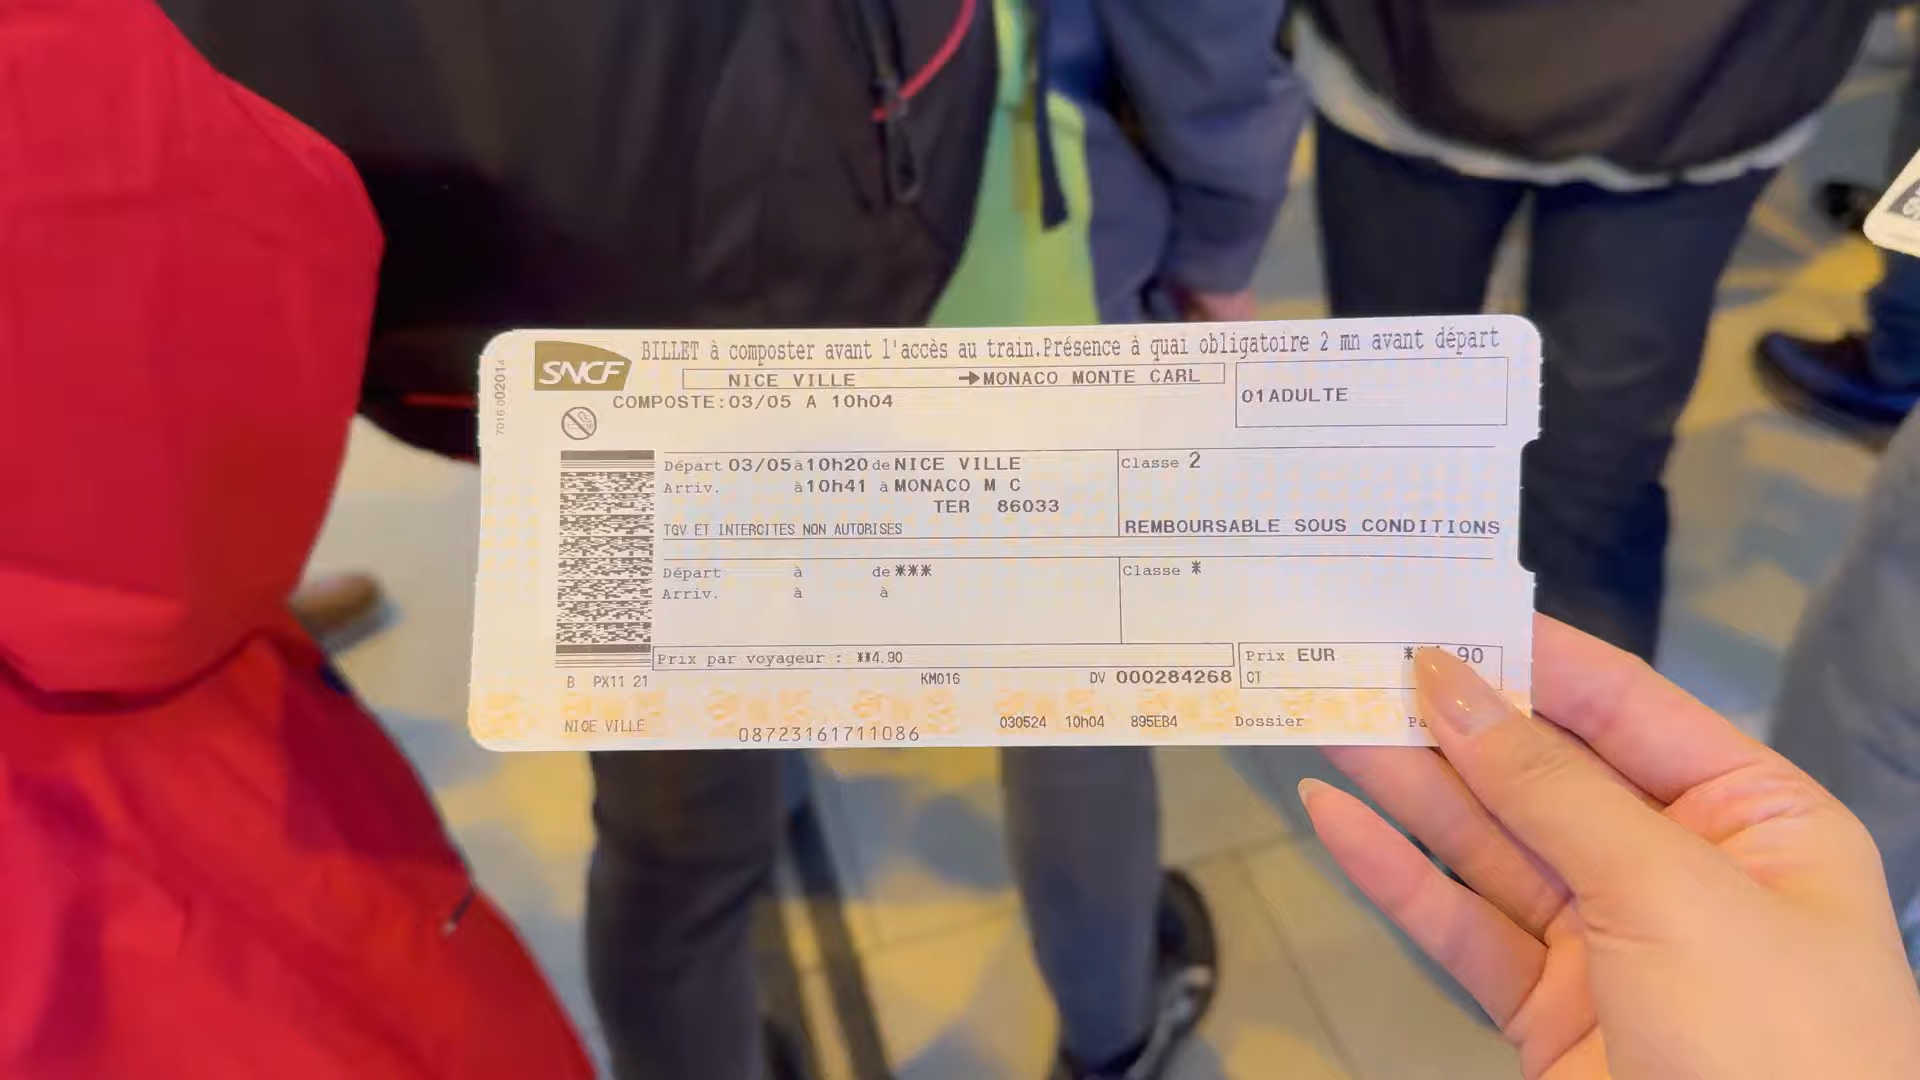 BILLET à composter avant l'accès au train.Présence à quai obligatoire 2 mn avant départ
SNCF
NICE VILLE →MONACO MONTE CARL
01ADULTE
COMPOSTE:03/05 A 10h04
Départ 03/05 à 10h20 de NICE VILLE
Classe 2
Arriv. à 10h41 à MONACO M C
TER 86033
TGV ET INTERCITES NON AUTORISES
REMBOURSABLE SOUS CONDITIONS
Départ à de ***
Classe *
Arriv. à à
Prix par voyageur : **4.90
Prix EUR 90
B PX11 21 KM016 DV 000284268 OT
NICE VILLE 08723161711086 030524 10h04 895EB4 Dossier